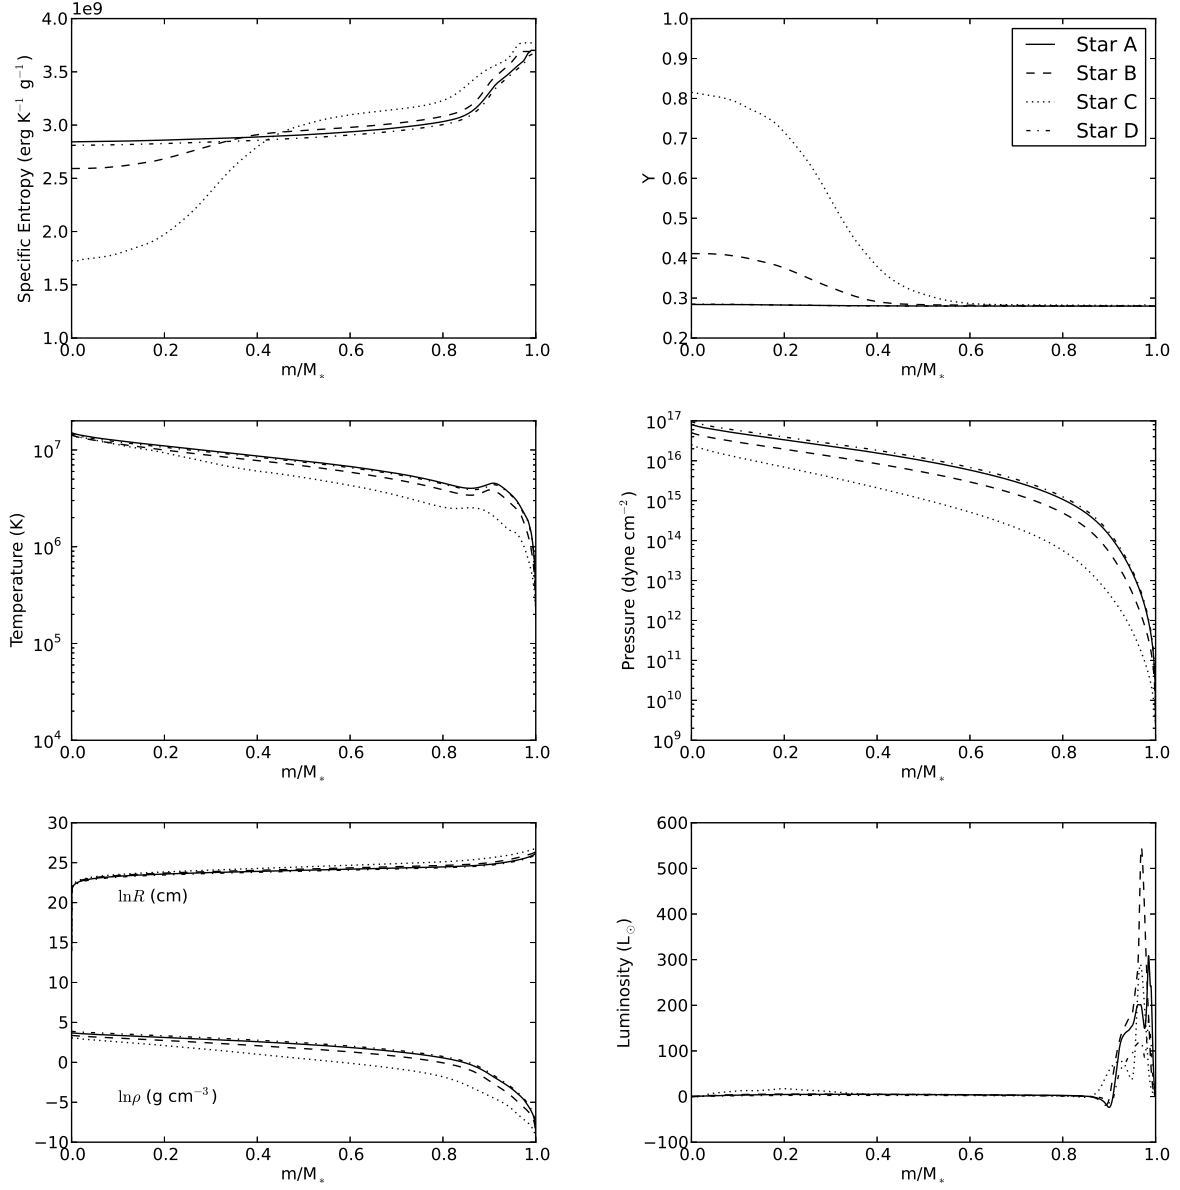 1e9
4.0
3.5
3.0
2.5
2.0
1.5
1.0
Specific Entropy (erg K⁻¹ g⁻¹)
0.0 0.2 0.4 0.6 0.8 1.0
m/M*
1.0
0.9
0.8
0.7
0.6
0.5
0.4
0.3
0.2
Y
Star A
Star B
Star C
Star D
0.0 0.2 0.4 0.6 0.8 1.0
m/M*
10⁷
10⁶
10⁵
10⁴
Temperature (K)
0.0 0.2 0.4 0.6 0.8 1.0
m/M*
10¹⁷
10¹⁶
10¹⁵
10¹⁴
10¹³
10¹²
10¹¹
10¹⁰
10⁹
Pressure (dyne cm⁻²)
0.0 0.2 0.4 0.6 0.8 1.0
m/M*
30
25
20
15
10
5
0
−5
−10
lnR (cm)
lnρ (g cm⁻³)
0.0 0.2 0.4 0.6 0.8 1.0
m/M*
600
500
400
300
200
100
0
−100
Luminosity (L☉)
0.0 0.2 0.4 0.6 0.8 1.0
m/M*